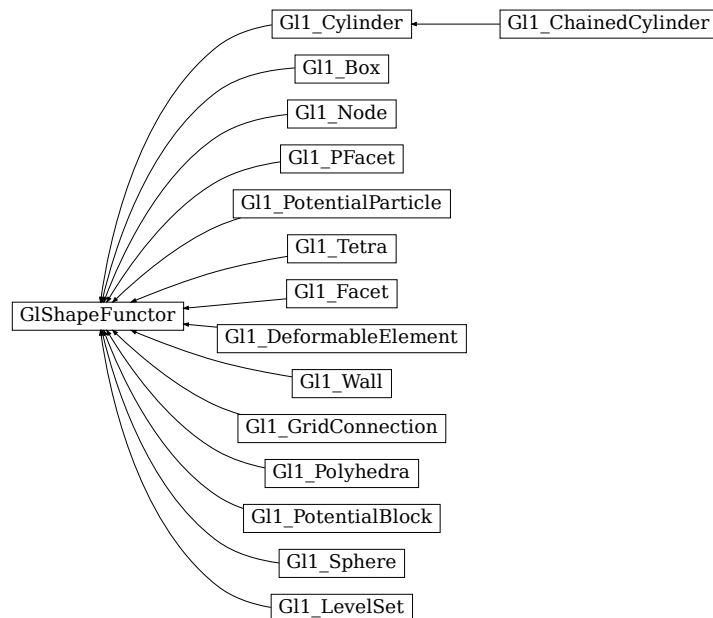 Gl1_Cylinder
Gl1_ChainedCylinder
Gl1_Box
Gl1_Node
Gl1_PFacet
Gl1_PotentialParticle
Gl1_Tetra
Gl1_Facet
GlShapeFunctor
Gl1_DeformableElement
Gl1_Wall
Gl1_GridConnection
Gl1_Polyhedra
Gl1_PotentialBlock
Gl1_Sphere
Gl1_LevelSet